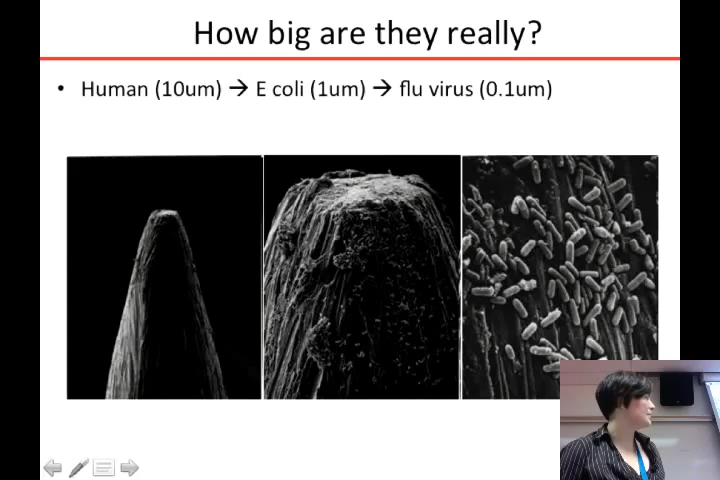 How big are they really?
• Human (10um) → E coli (1um) → flu virus (0.1um)